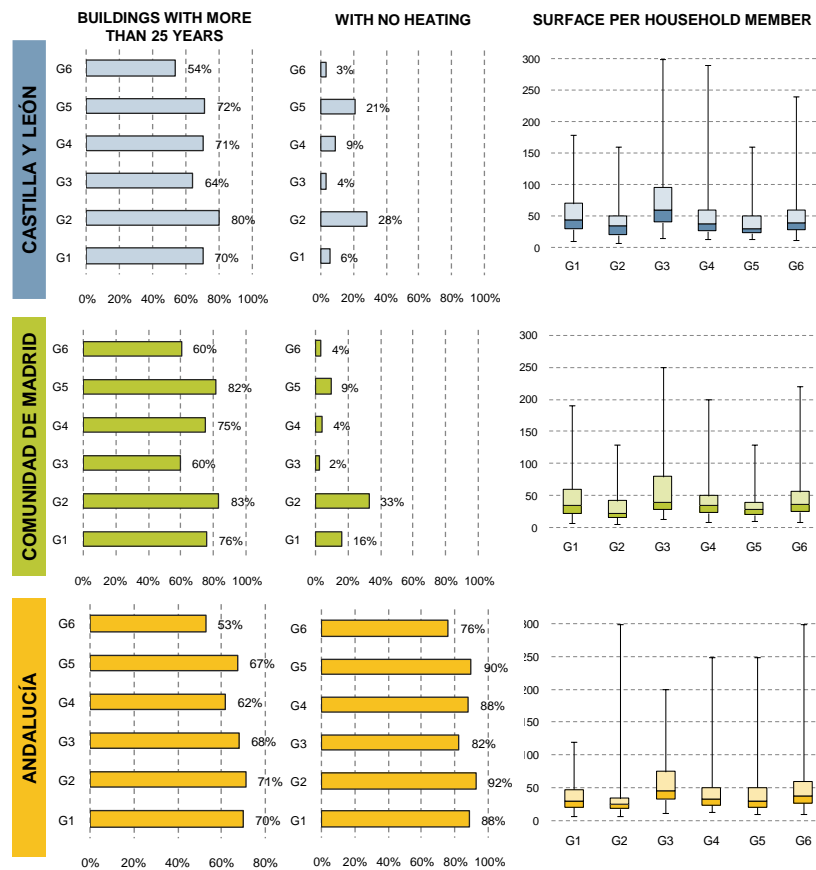 BUILDINGS WITH MORE
THAN 25 YEARS
WITH NO HEATING
SURFACE PER HOUSEHOLD MEMBER
CASTILLA Y LEÓN
G6 54%
G5 72%
G4 71%
G3 64%
G2 80%
G1 70%
0% 20% 40% 60% 80% 100%
G6 3%
G5 21%
G4 9%
G3 4%
G2 28%
G1 6%
0% 20% 40% 60% 80% 100%
300
250
200
150
100
50
0
G1 G2 G3 G4 G5 G6
COMUNIDAD DE MADRID
G6 60%
G5 82%
G4 75%
G3 60%
G2 83%
G1 76%
0% 20% 40% 60% 80% 100%
G6 4%
G5 9%
G4 4%
G3 2%
G2 33%
G1 16%
0% 20% 40% 60% 80% 100%
300
250
200
150
100
50
0
G1 G2 G3 G4 G5 G6
ANDALUCÍA
G6 53%
G5 67%
G4 62%
G3 68%
G2 71%
G1 70%
0% 20% 40% 60% 80%
G6 76%
G5 90%
G4 88%
G3 82%
G2 92%
G1 88%
0% 20% 40% 60% 80% 100%
300
250
200
150
100
50
0
G1 G2 G3 G4 G5 G6